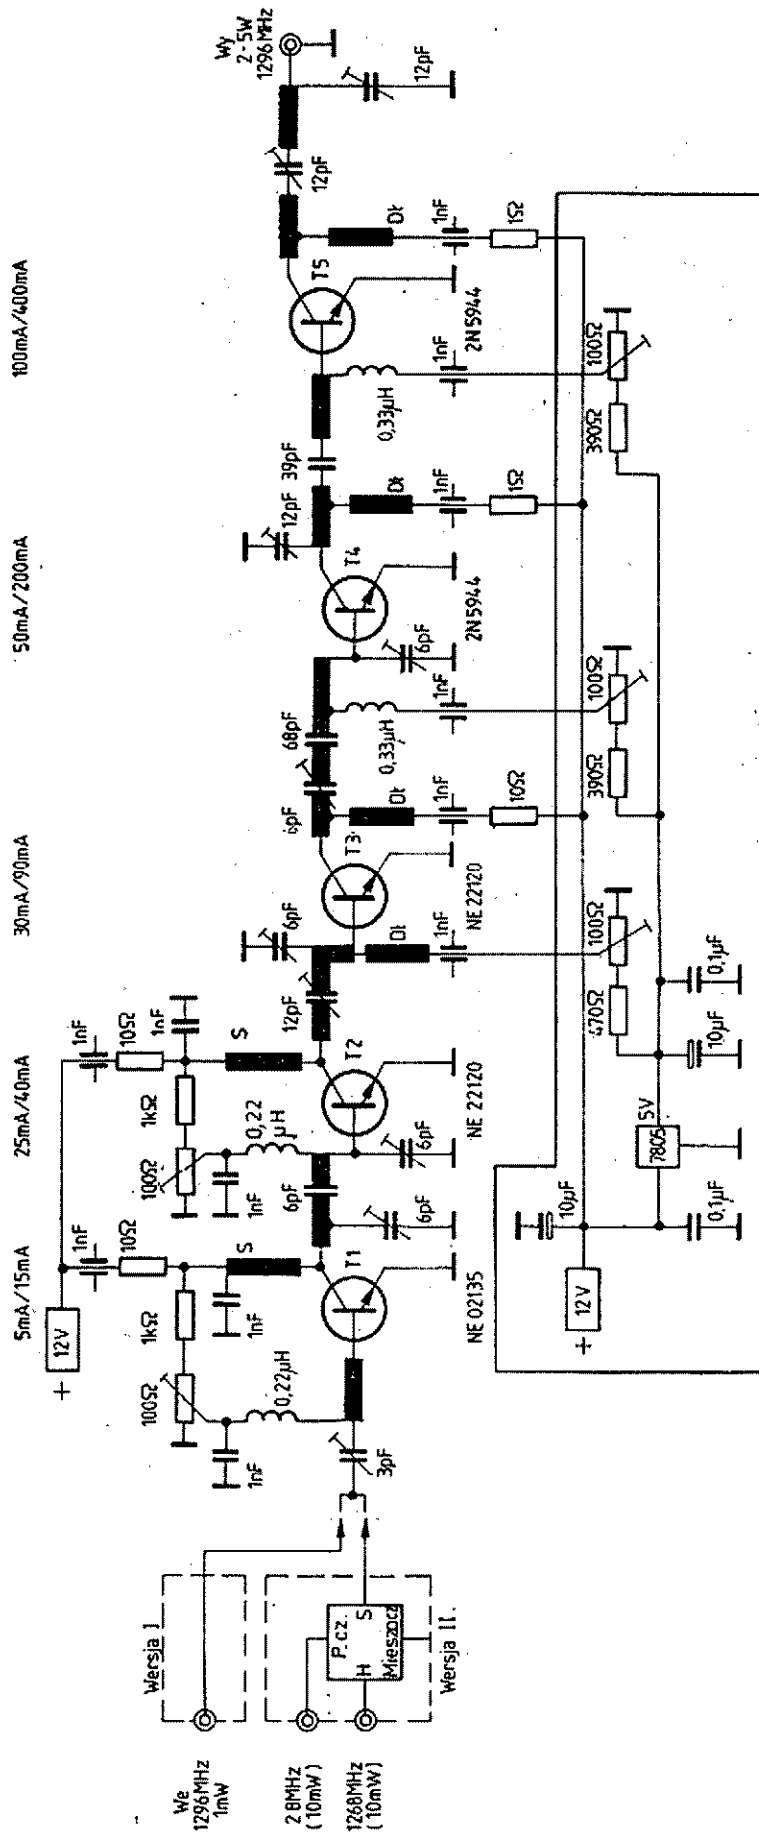 5mA/15mA
25mA/40mA
30mA/90mA
50mA/200mA
100mA/400mA
+
12V
1nF
1nF
10Ω
10Ω
1nF
1kΩ
1kΩ
100Ω
100Ω
S
S
1nF
1nF
1nF
0,22µH
0,22
µH
Wersja I
We
1296MHz
1mW
28MHz
(10mW)
1268MHz
(10mW)
P.cz.
H
S
Mieszacz
Wersja II.
3pF
T1
NE 02135
6pF
6pF
6pF
T2
NE 22120
12pF
6pF
Dł
1nF
T3
NE 22120
6pF
68pF
Dł
0,33µH
1nF
1nF
10Ω
6pF
T4
2N 5944
12pF
39pF
Dł
0,33µH
1nF
1nF
1Ω
T5
2N 5944
12pF
Dł
1nF
1Ω
12pF
Wy
2-5W
1296MHz
+
12V
10µF
0,1µF
7805
5V
10µF
0,1µF
470Ω
100Ω
390Ω
100Ω
390Ω
100Ω